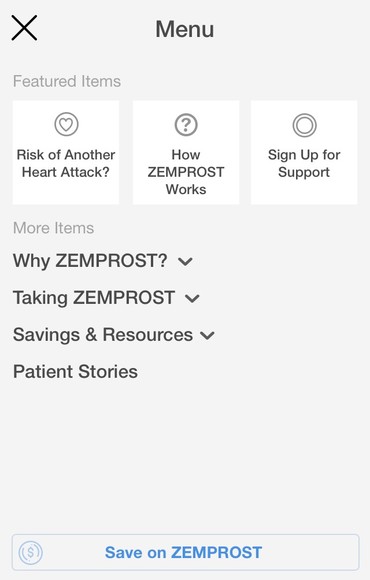 Menu
Featured Items
Risk of Another
Heart Attack?
How
ZEMPROST
Works
Sign Up for
Support
More Items
Why ZEMPROST?
Taking ZEMPROST
Savings & Resources
Patient Stories
$ Save on ZEMPROST